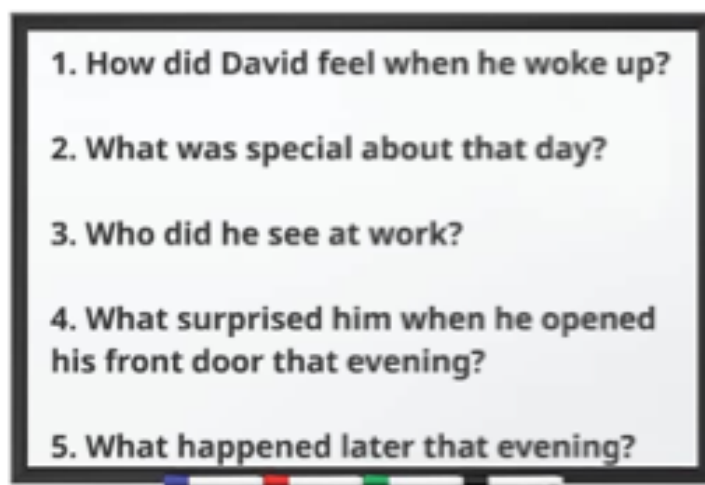 1. How did David feel when he woke up?
2. What was special about that day?
3. Who did he see at work?
4. What surprised him when he opened
his front door that evening?
5. What happened later that evening?